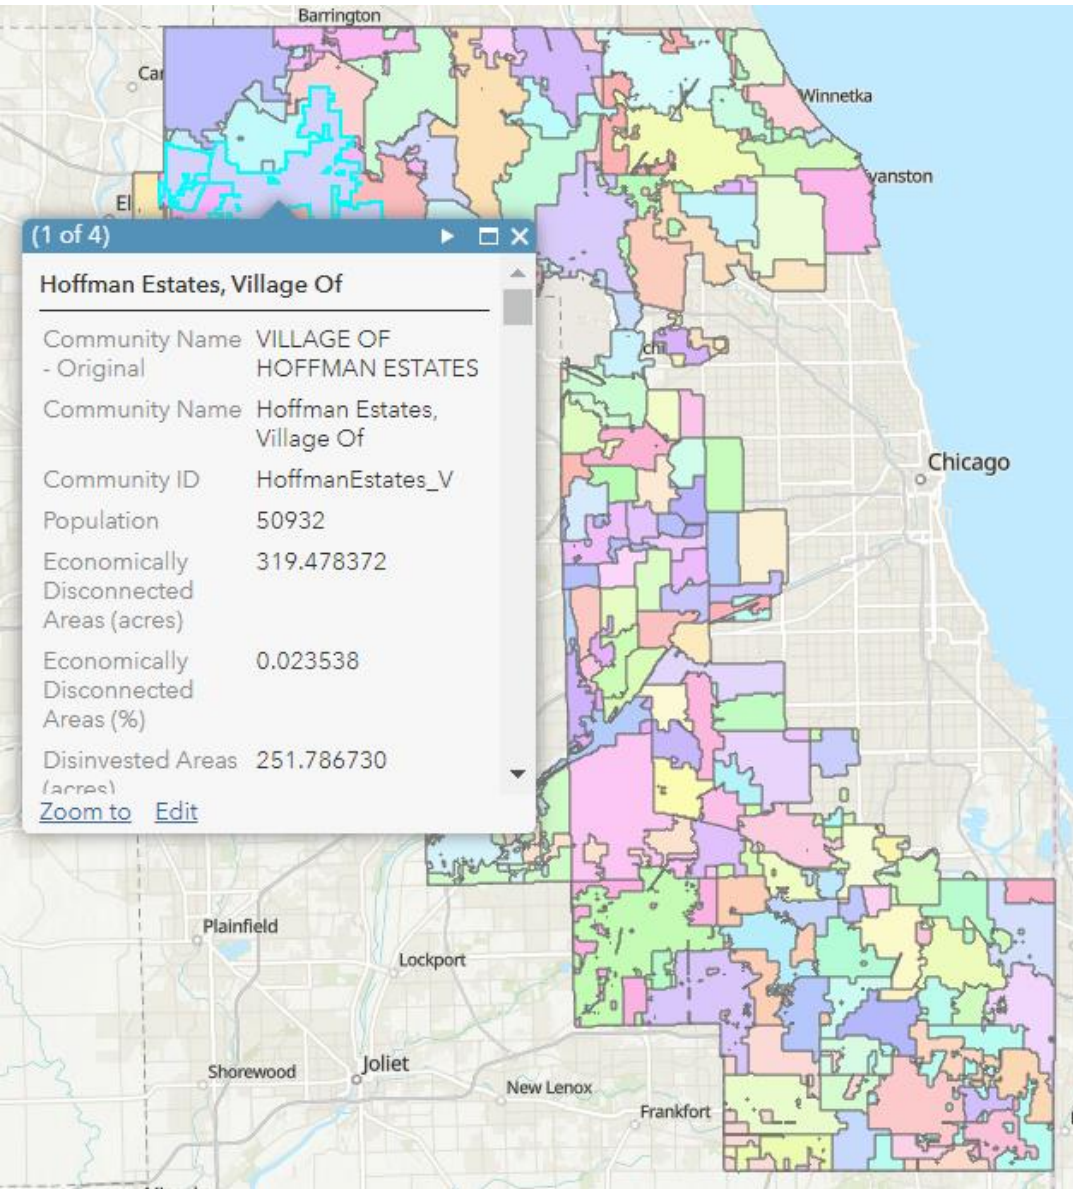 Barrington
Winnetka
vanston
El
(1 of 4)
Hoffman Estates, Village Of
Community Name - Original
VILLAGE OF HOFFMAN ESTATES
Community Name
Hoffman Estates, Village Of
Community ID
HoffmanEstates_V
Population
50932
Economically Disconnected Areas (acres)
319.478372
Economically Disconnected Areas (%)
0.023538
Disinvested Areas (acres)
251.786730
Zoom to
Edit
Chicago
Plainfield
Lockport
Joliet
Shorewood
New Lenox
Frankfort